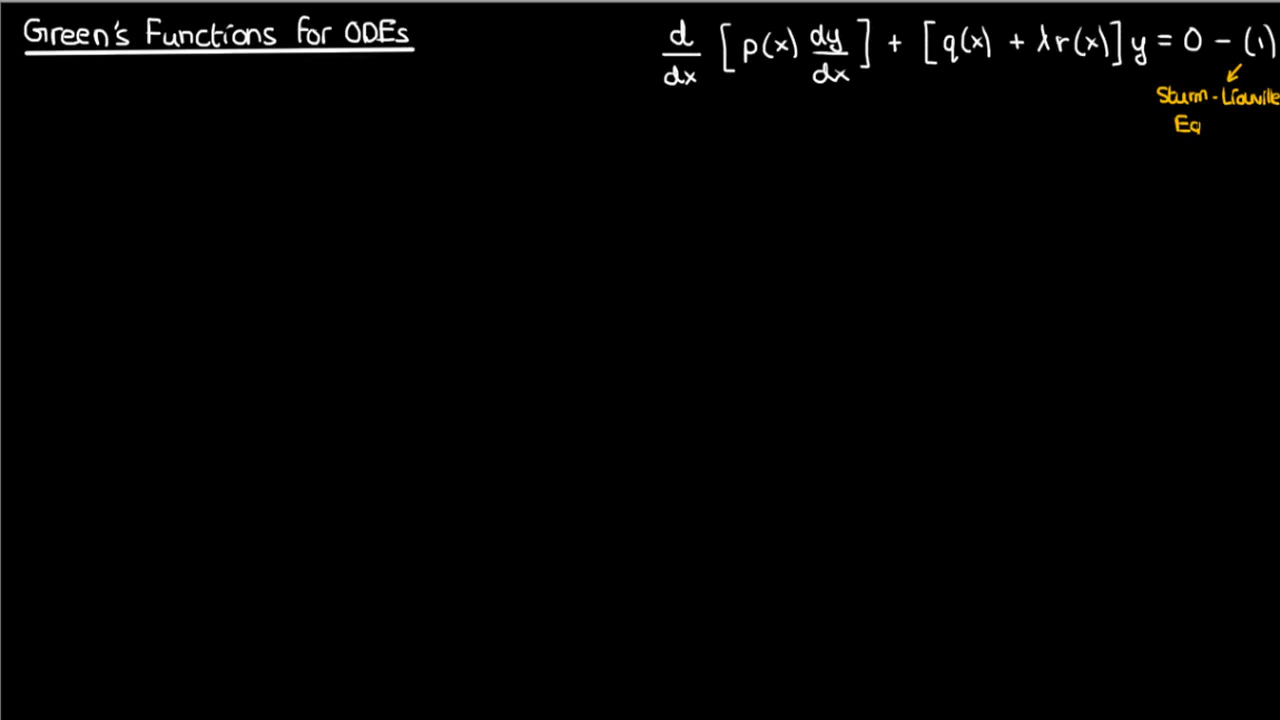 Green's Functions for ODEs
d/dx [p(x) dy/dx] + [q(x) + λr(x)] y = 0 - (1)
Sturm-Liouville
Eq